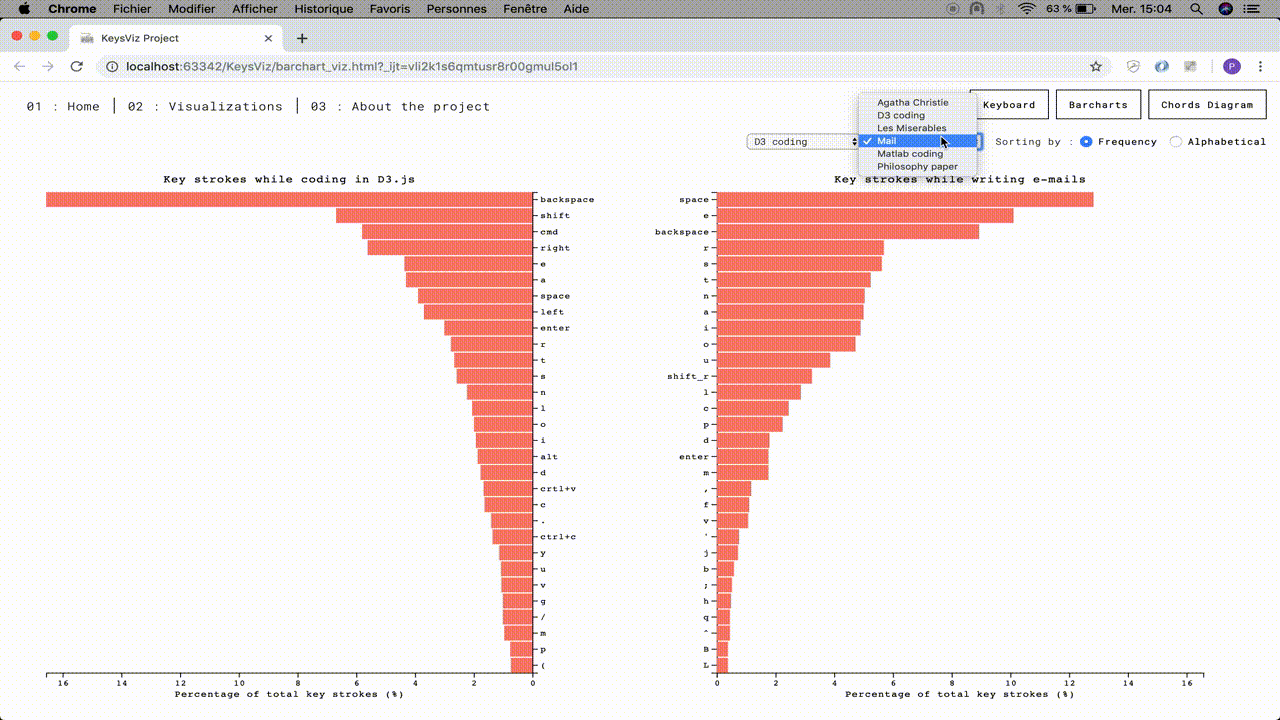 Chrome Fichier Modifier Afficher Historique Favoris Personnes Fenêtre Aide 63 % Mer. 15:04
KeysViz Project
localhost:63342/KeysViz/barchart_viz.html?_ijt=vli2k1s6qmtusr8r00gmul5ol1 P
01 : Home 02 : Visualizations 03 : About the project Keyboard Barcharts Chords Diagram
Agatha Christie
D3 coding
Les Miserables
Mail
Matlab coding
Philosophy paper
D3 coding Sorting by : Frequency Alphabetical
Key strokes while coding in D3.js
backspace
shift
cmd
right
e
a
space
left
enter
r
t
s
n
l
o
i
alt
d
crtl+v
c
.
ctrl+c
y
u
v
g
/
m
p
(
16 14 12 10 8 6 4 2 0
Percentage of total key strokes (%)
Key strokes while writing e-mails
space
e
backspace
r
s
t
n
a
i
o
u
shift_r
l
c
p
d
enter
m
,
f
v
'
j
b
;
h
q
^
B
L
0 2 4 6 8 10 12 14 16
Percentage of total key strokes (%)